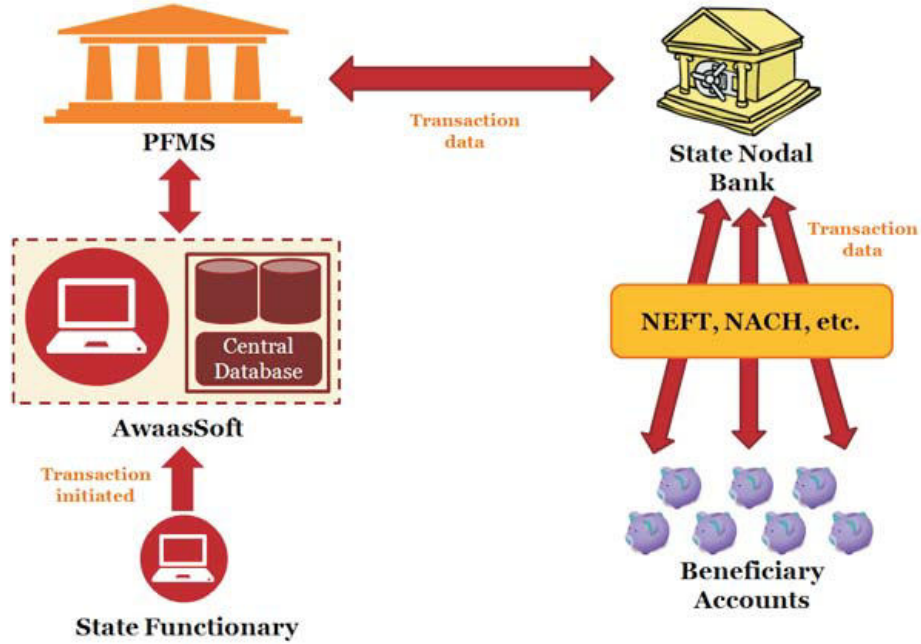 PFMS
Transaction
data
State Nodal
Bank
Transaction
data
NEFT, NACH, etc.
Central
Database
AwaasSoft
Transaction
initiated
State Functionary
Beneficiary
Accounts